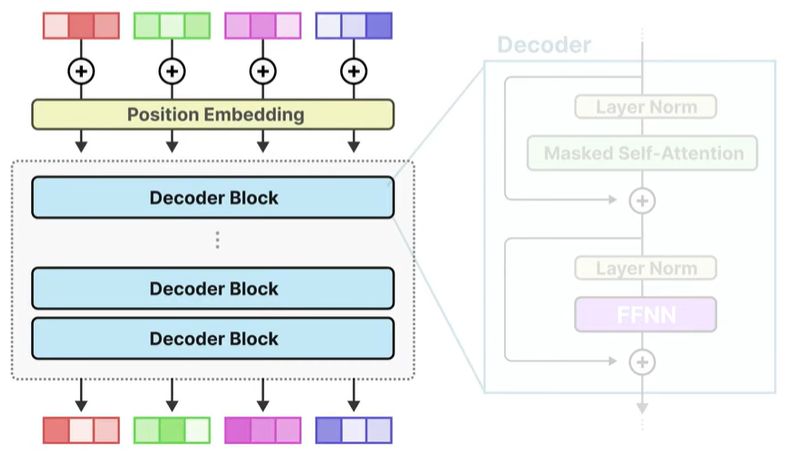 Position Embedding
Decoder Block
Decoder Block
Decoder Block
Decoder
Layer Norm
Masked Self-Attention
Layer Norm
FFNN